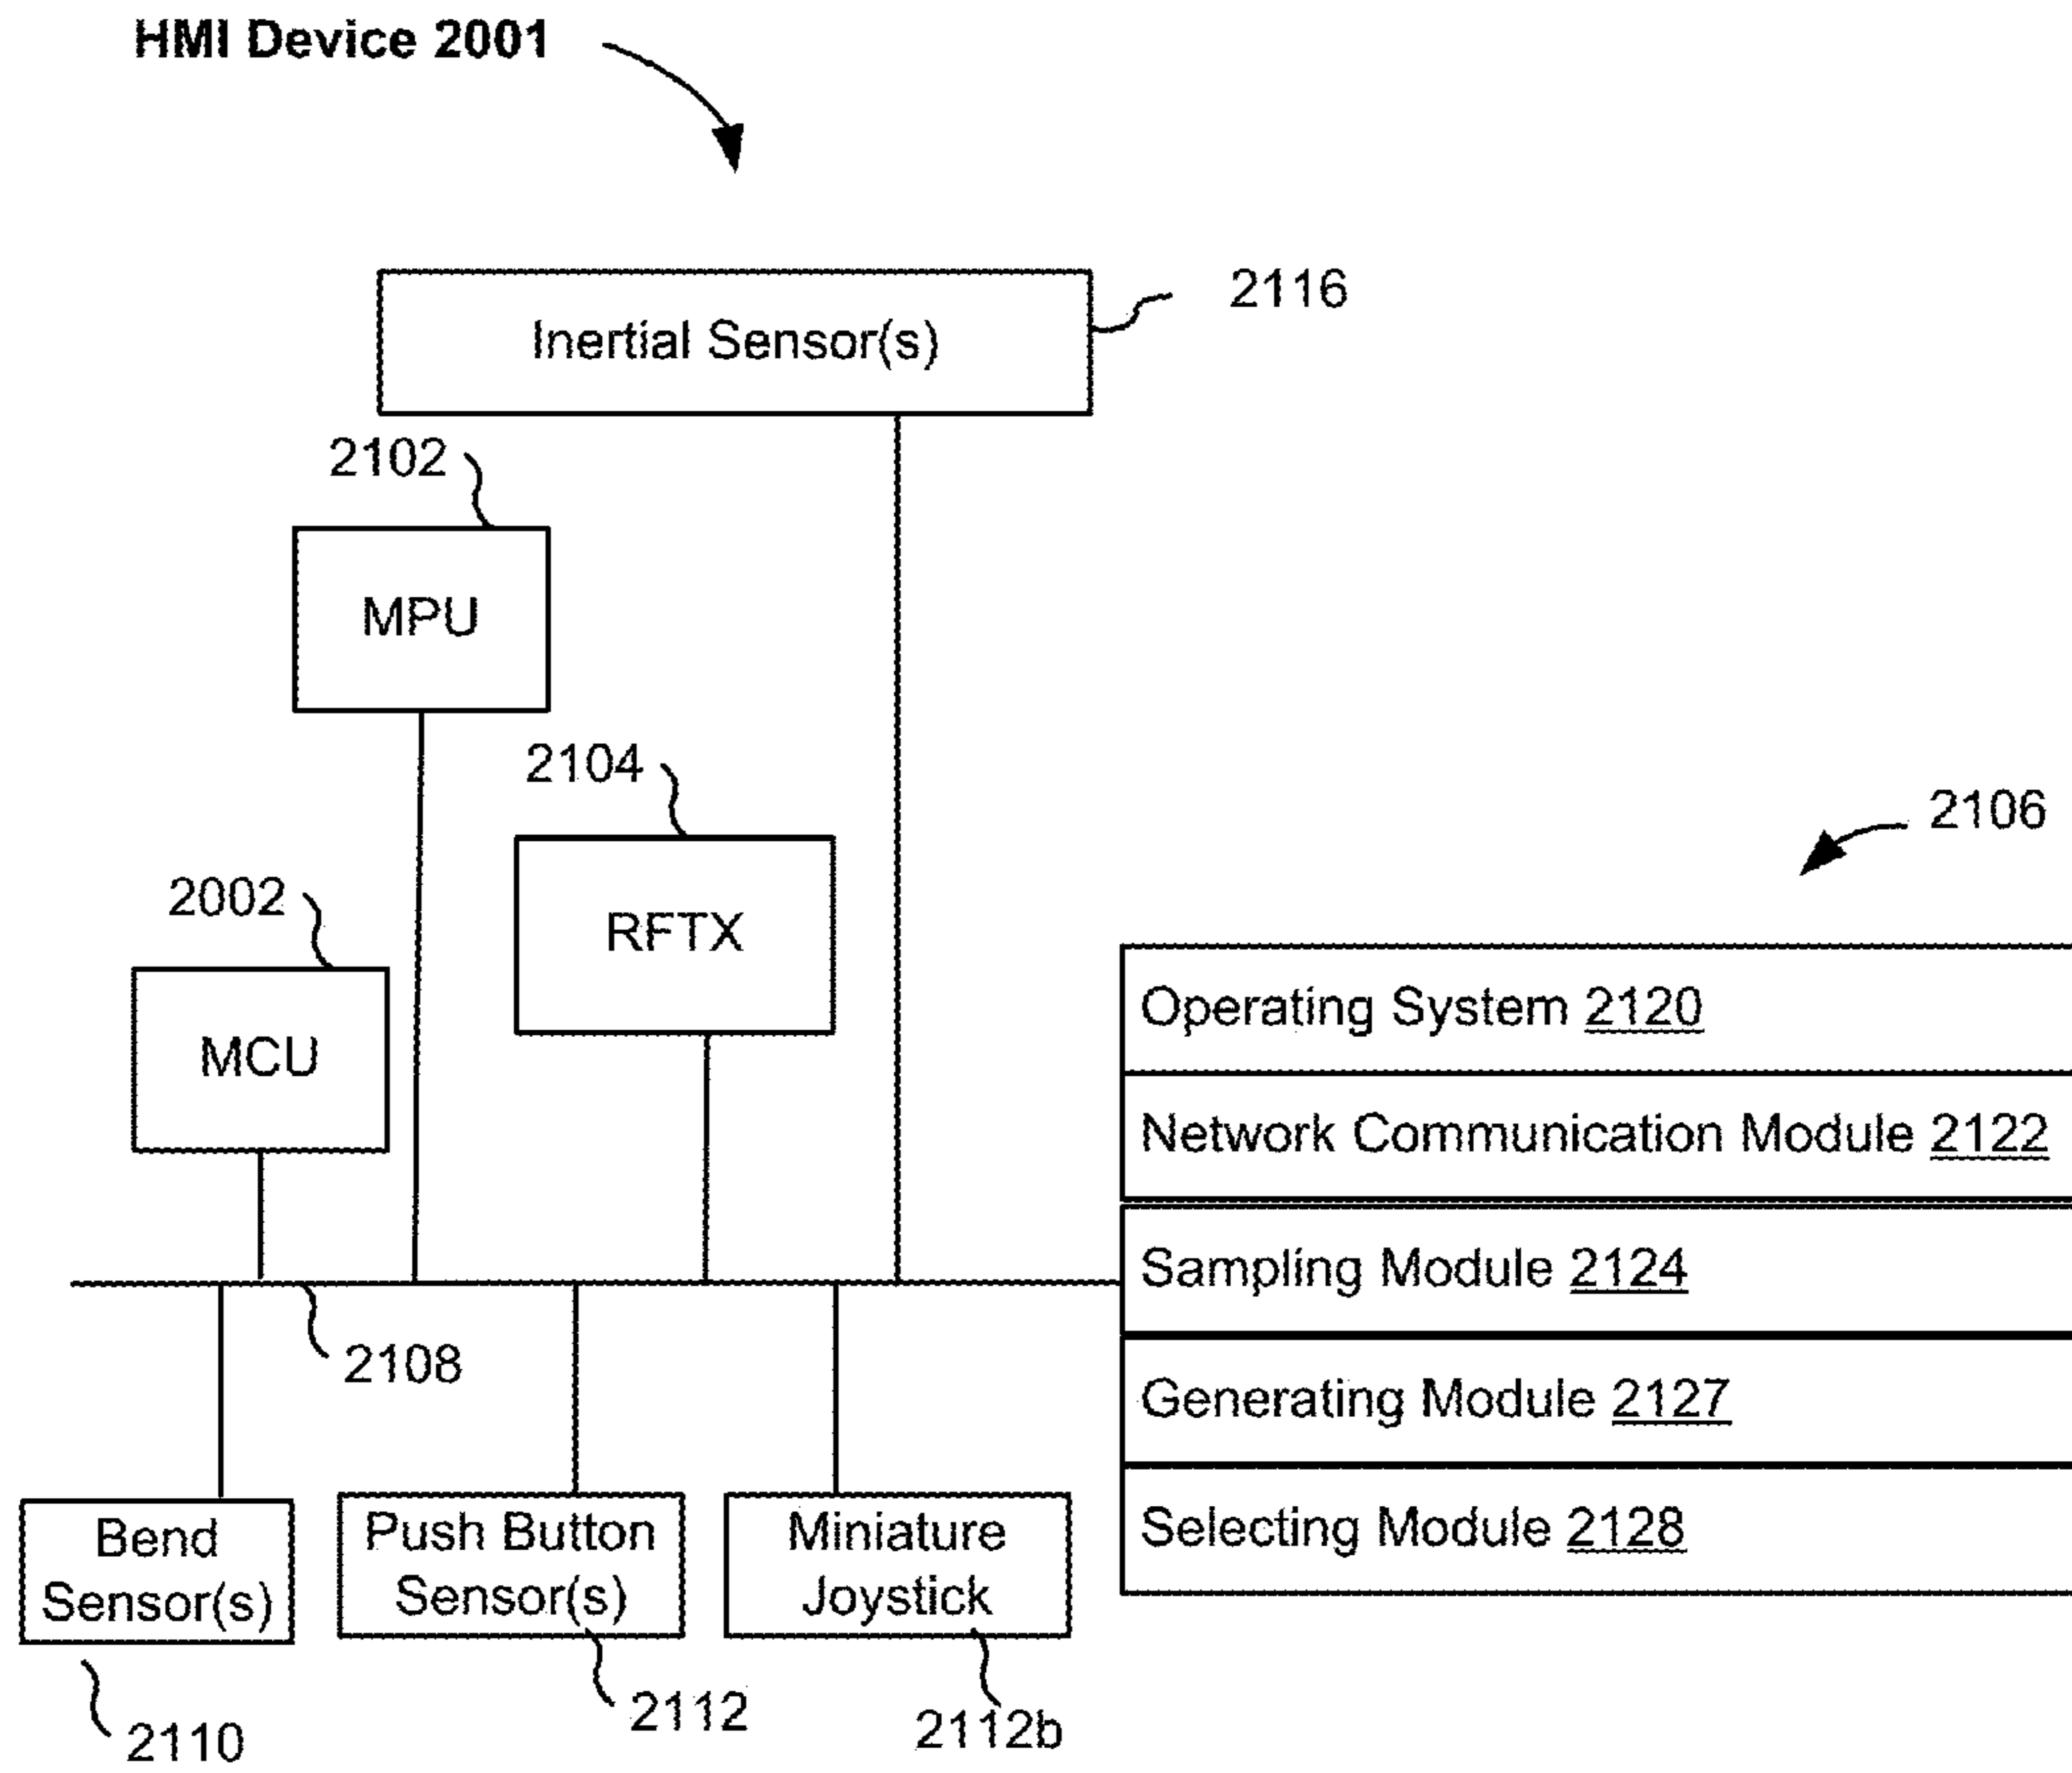 HMI Device 2001
Inertial Sensor(s)
2116
2102
MPU
2104
RFTX
2106
2002
MCU
Operating System 2120
Network Communication Module 2122
Sampling Module 2124
Generating Module 2127
Selecting Module 2128
2108
Bend
Sensor(s)
Push Button
Sensor(s)
Miniature
Joystick
2110
2112
2112b